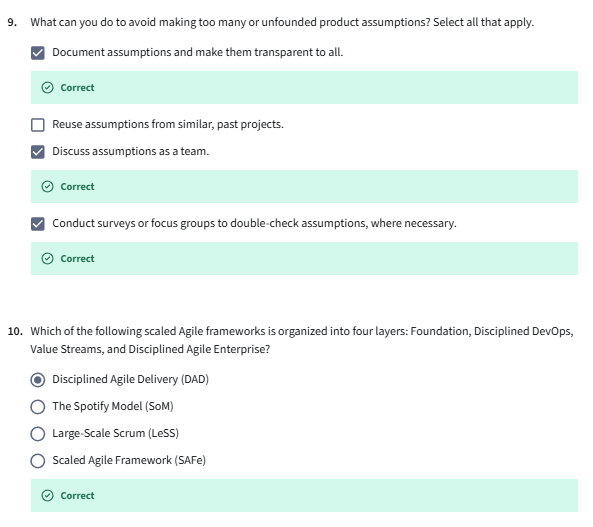 9. What can you do to avoid making too many or unfounded product assumptions? Select all that apply.
Document assumptions and make them transparent to all.
Correct
Reuse assumptions from similar, past projects.
Discuss assumptions as a team.
Correct
Conduct surveys or focus groups to double-check assumptions, where necessary.
Correct
10. Which of the following scaled Agile frameworks is organized into four layers: Foundation, Disciplined DevOps,
Value Streams, and Disciplined Agile Enterprise?
Disciplined Agile Delivery (DAD)
The Spotify Model (SoM)
Large-Scale Scrum (LeSS)
Scaled Agile Framework (SAFe)
Correct